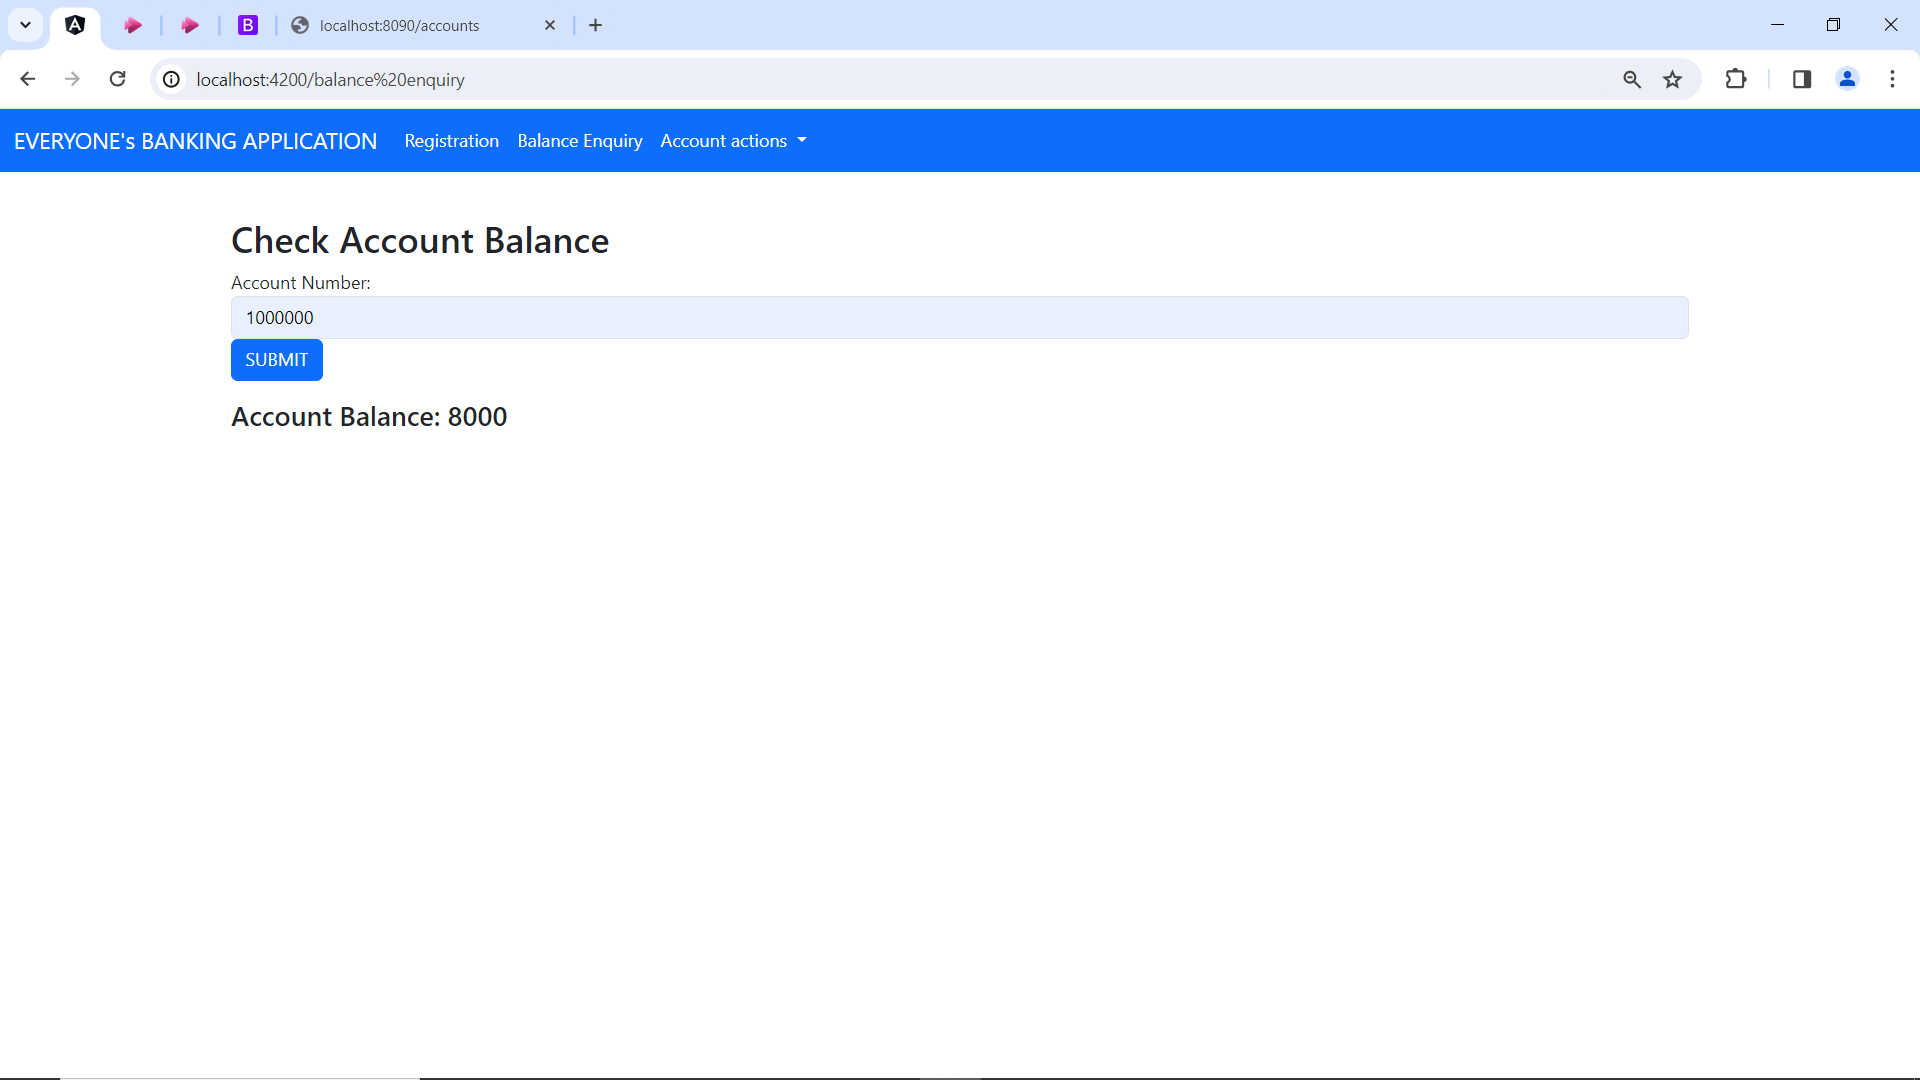 B
localhost:8090/accounts
localhost:4200/balance%20enquiry
EVERYONE's BANKING APPLICATION Registration Balance Enquiry Account actions
Check Account Balance
Account Number:
1000000
SUBMIT
Account Balance: 8000